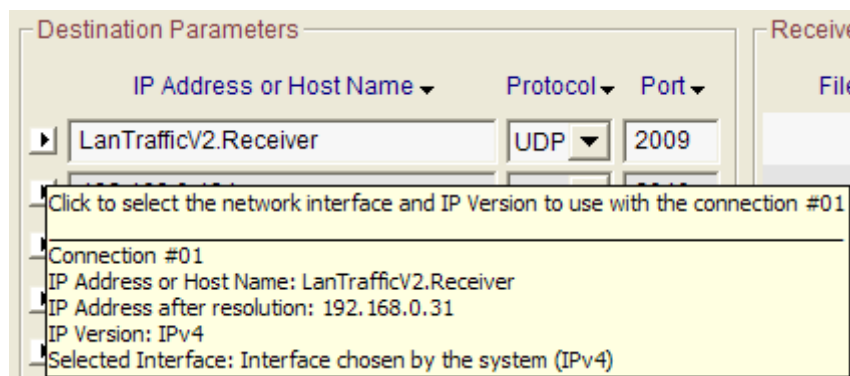 Destination Parameters
Receive
IP Address or Host Name
Protocol
Port
File
LanTrafficV2.Receiver
UDP
2009
Click to select the network interface and IP Version to use with the connection #01
Connection #01
IP Address or Host Name: LanTrafficV2.Receiver
IP Address after resolution: 192.168.0.31
IP Version: IPv4
Selected Interface: Interface chosen by the system (IPv4)